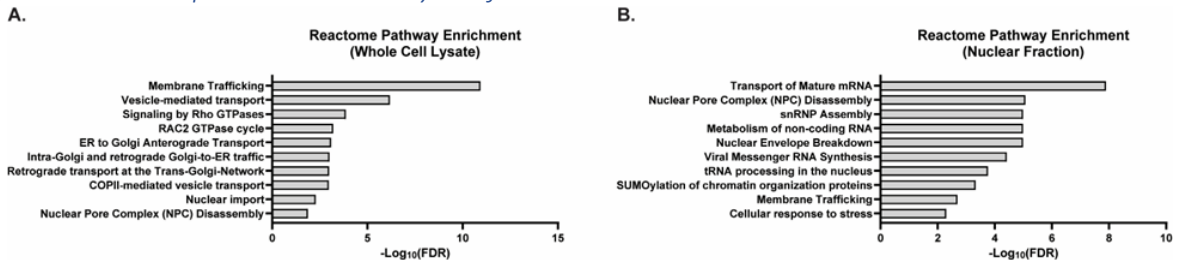 A.
Reactome Pathway Enrichment
(Whole Cell Lysate)
Membrane Trafficking
Vesicle-mediated transport
Signaling by Rho GTPases
RAC2 GTPase cycle
ER to Golgi Anterograde Transport
Intra-Golgi and retrograde Golgi-to-ER traffic
Retrograde transport at the Trans-Golgi-Network
COPII-mediated vesicle transport
Nuclear import
Nuclear Pore Complex (NPC) Disassembly
0 5 10 15
-Log₁₀(FDR)
B.
Reactome Pathway Enrichment
(Nuclear Fraction)
Transport of Mature mRNA
Nuclear Pore Complex (NPC) Disassembly
snRNP Assembly
Metabolism of non-coding RNA
Nuclear Envelope Breakdown
Viral Messenger RNA Synthesis
tRNA processing in the nucleus
SUMOylation of chromatin organization proteins
Membrane Trafficking
Cellular response to stress
0 2 4 6 8 10
-Log₁₀(FDR)